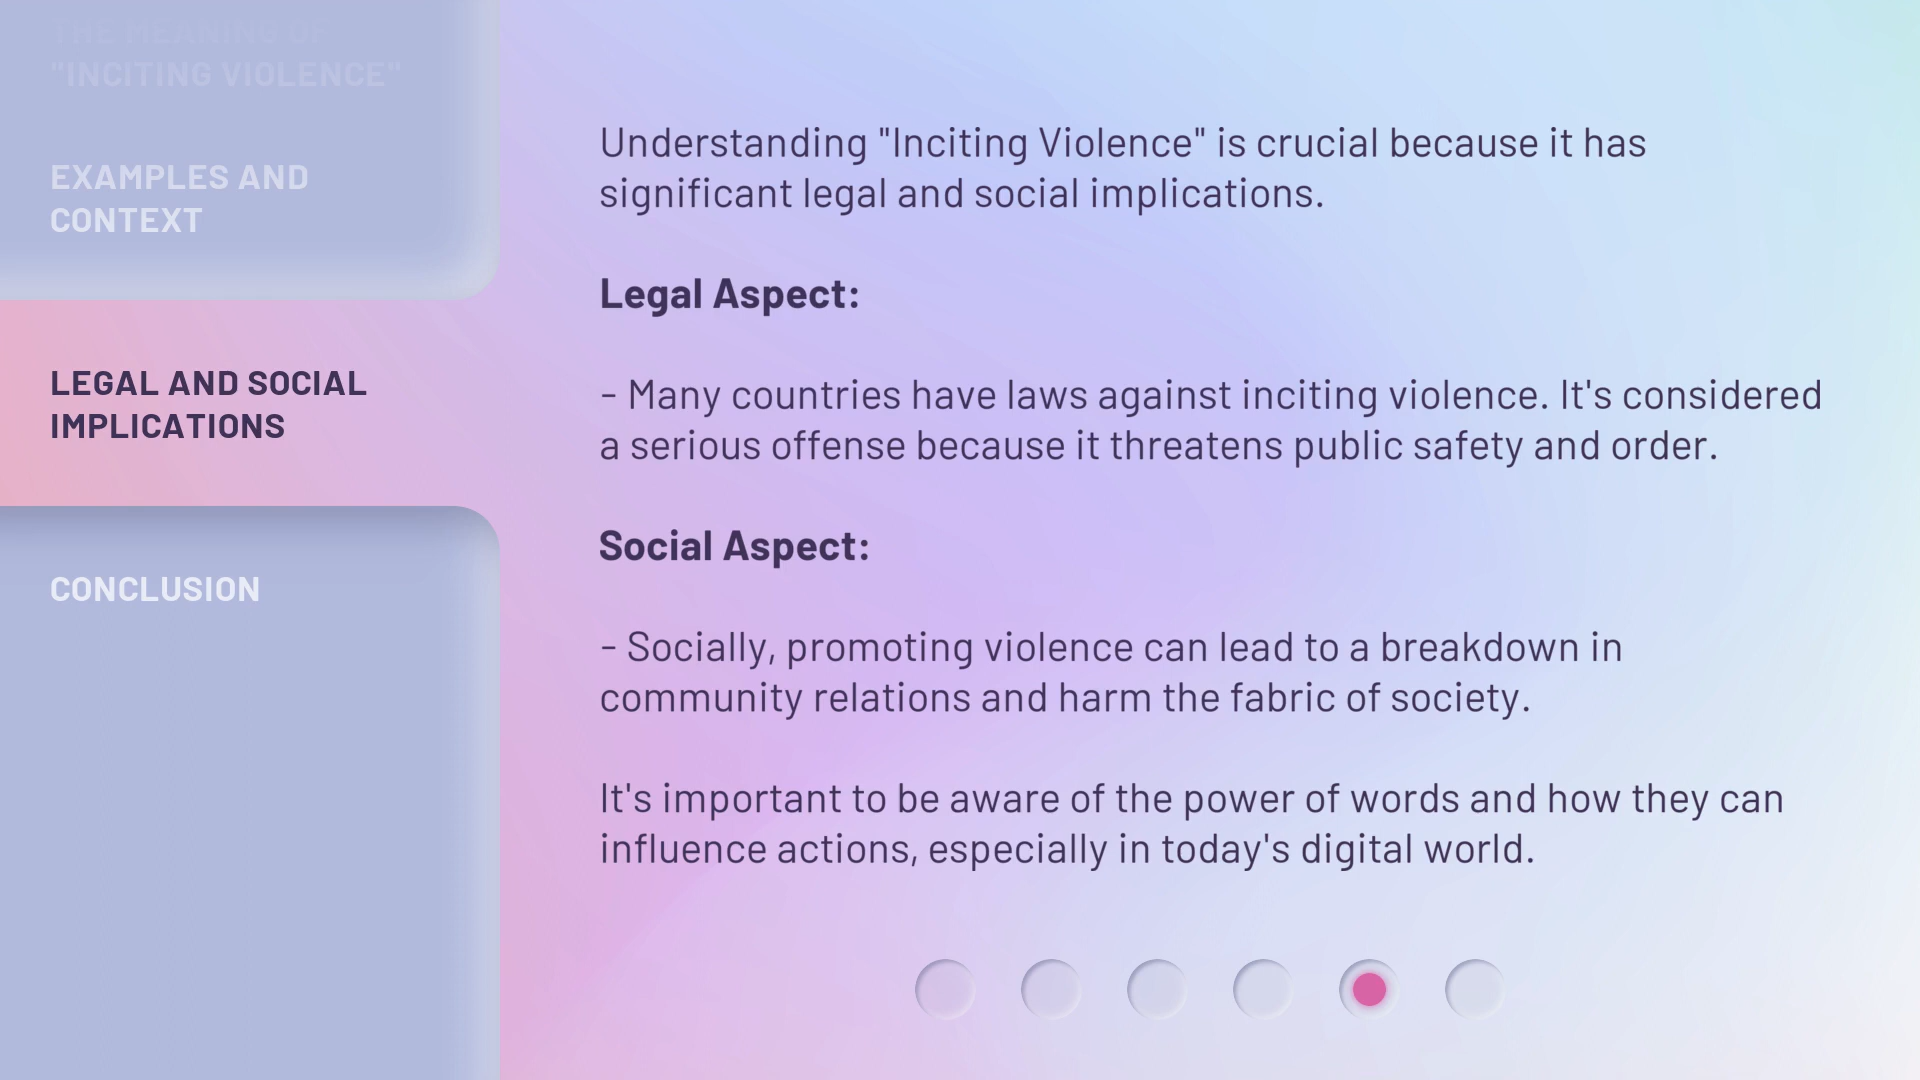 THE MEANING OF
"INCITING VIOLENCE"
EXAMPLES AND
CONTEXT
LEGAL AND SOCIAL
IMPLICATIONS
CONCLUSION
Understanding "Inciting Violence" is crucial because it has
significant legal and social implications.
Legal Aspect:
- Many countries have laws against inciting violence. It's considered
a serious offense because it threatens public safety and order.
Social Aspect:
- Socially, promoting violence can lead to a breakdown in
community relations and harm the fabric of society.
It's important to be aware of the power of words and how they can
influence actions, especially in today's digital world.